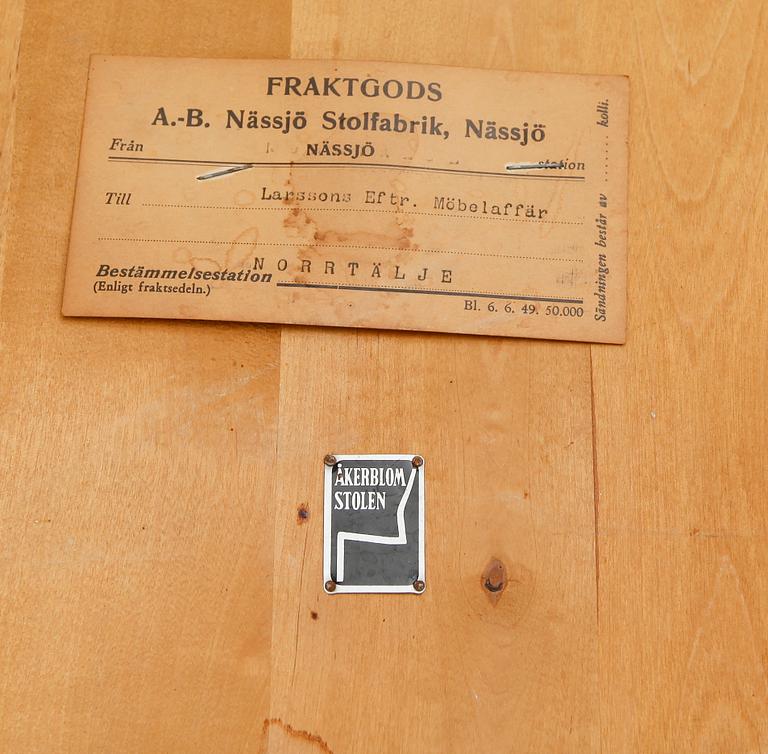 FRAKTGODS
A.-B. Nässjö Stolfabrik, Nässjö
Från NÄSSJÖ station
Till Larssons Eftr. Möbelaffär
Bestämmelsestation NORRTÄLJE
(Enligt fraktsedeln.)
Bl. 6. 6. 49. 50.000
Sändningen består av ........ kolli.
ÅKERBLOM
STOLEN